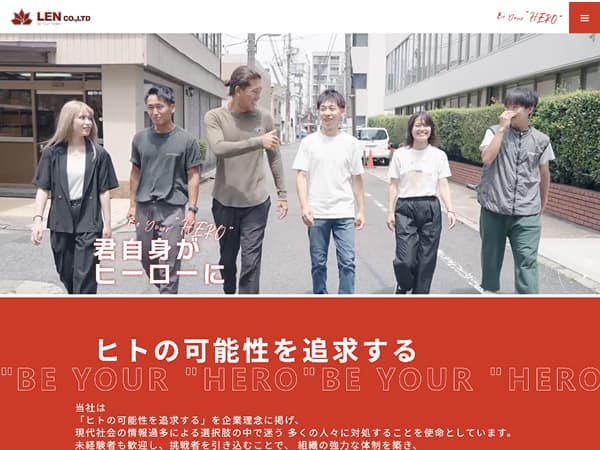 LEN CO.,LTD
Be Your "HERO"
Be Your "HERO"
君自身が
ヒーローに
ヒトの可能性を追求する
"BE YOUR "HERO"BE YOUR "HERO
当社は
「ヒトの可能性を追求する」を企業理念に掲げ、
現代社会の情報過多による選択肢の中で迷う 多くの人々に対処することを使命としています。
未経験者も歓迎し、挑戦者を引き込むことで、 組織の強力な体制を築き、